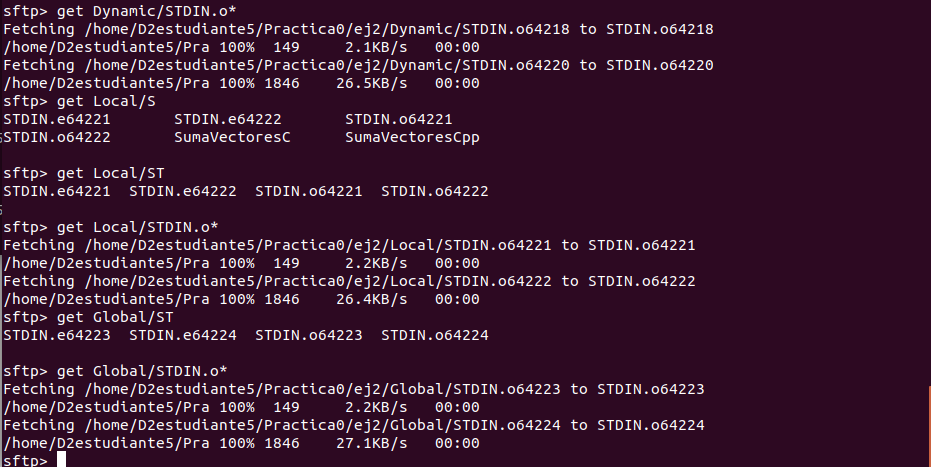 sftp> get Dynamic/STDIN.o*
Fetching /home/D2estudiante5/Practica0/ej2/Dynamic/STDIN.o64218 to STDIN.o64218
/home/D2estudiante5/Pra 100%  149     2.1KB/s   00:00
Fetching /home/D2estudiante5/Practica0/ej2/Dynamic/STDIN.o64220 to STDIN.o64220
/home/D2estudiante5/Pra 100% 1846    26.5KB/s   00:00
sftp> get Local/S
STDIN.e64221       STDIN.e64222       STDIN.o64221
STDIN.o64222       SumaVectoresC      SumaVectoresCpp
sftp> get Local/ST
STDIN.e64221  STDIN.e64222  STDIN.o64221  STDIN.o64222
sftp> get Local/STDIN.o*
Fetching /home/D2estudiante5/Practica0/ej2/Local/STDIN.o64221 to STDIN.o64221
/home/D2estudiante5/Pra 100%  149     2.2KB/s   00:00
Fetching /home/D2estudiante5/Practica0/ej2/Local/STDIN.o64222 to STDIN.o64222
/home/D2estudiante5/Pra 100% 1846    26.4KB/s   00:00
sftp> get Global/ST
STDIN.e64223  STDIN.e64224  STDIN.o64223  STDIN.o64224
sftp> get Global/STDIN.o*
Fetching /home/D2estudiante5/Practica0/ej2/Global/STDIN.o64223 to STDIN.o64223
/home/D2estudiante5/Pra 100%  149     2.2KB/s   00:00
Fetching /home/D2estudiante5/Practica0/ej2/Global/STDIN.o64224 to STDIN.o64224
/home/D2estudiante5/Pra 100% 1846    27.1KB/s   00:00
sftp>